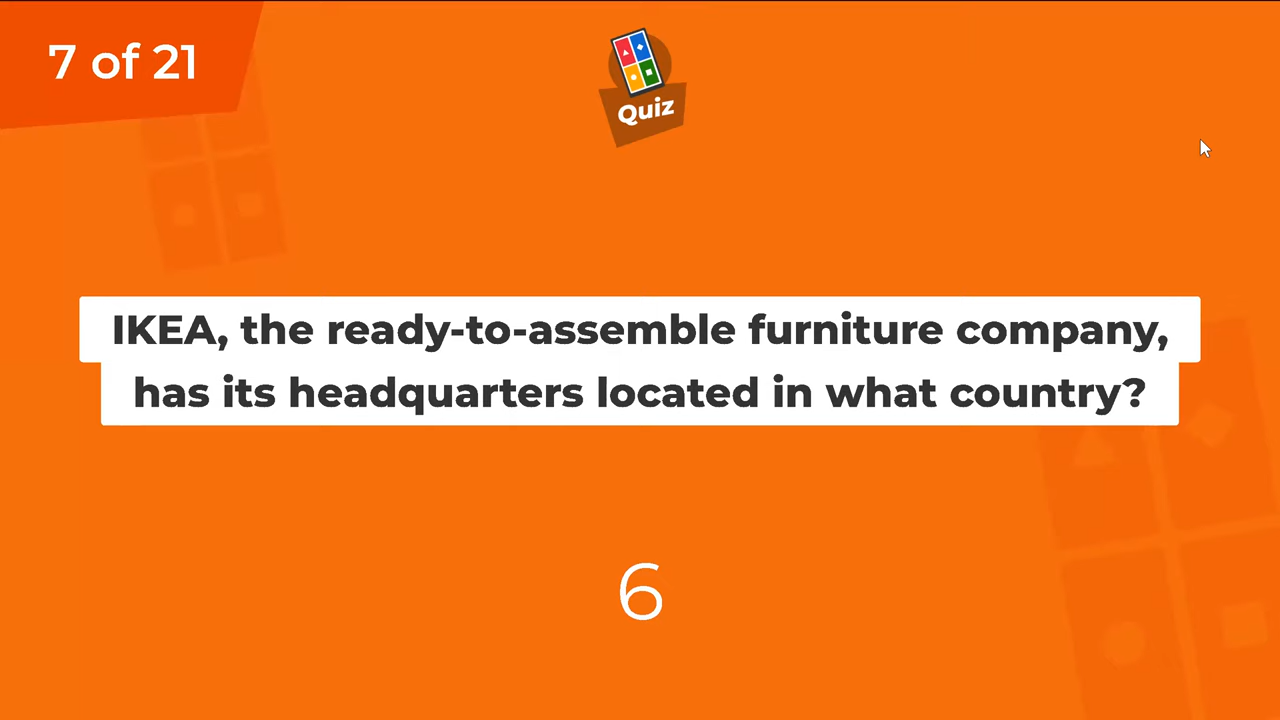 7 of 21
Quiz
IKEA, the ready-to-assemble furniture company,
has its headquarters located in what country?
6